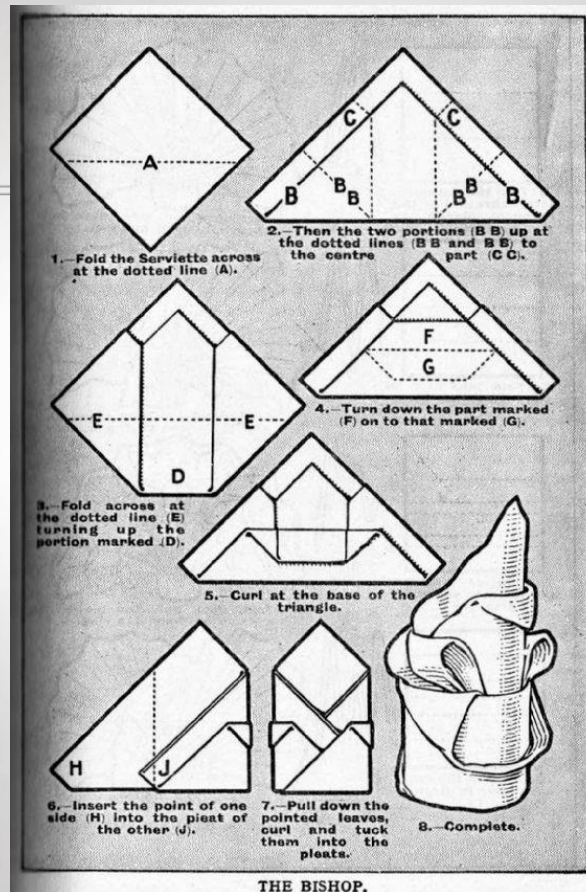 A
C C
B B B B B B
1.—Fold the Serviette across
at the dotted line (A).
2.—Then the two portions (B B) up at
the dotted lines (B B and B B) to
the centre part (C C).
E E
D
3.—Fold across at
the dotted line (E)
turning up the
portion marked (D).
F
G
4.—Turn down the part marked
(F) on to that marked (G).
5.—Curl at the base of the
triangle.
H J
6.—Insert the point of one
side (H) into the pleat of
the other (J).
7.—Pull down the
pointed leaves,
curl and tuck
them into the
pleats.
8.—Complete.
THE BISHOP.